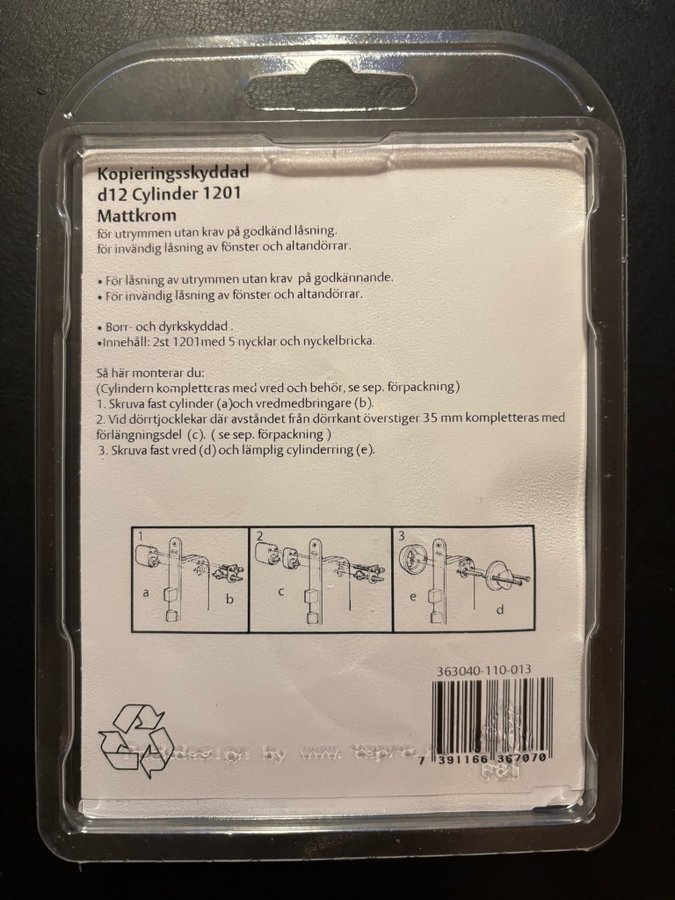 Kopieringsskyddad
d12 Cylinder 1201
Mattkrom
för utrymmen utan krav på godkänd låsning.
för invändig låsning av fönster och altandörrar.
• För låsning av utrymmen utan krav på godkännande.
• För invändig låsning av fönster och altandörrar.
• Borr- och dyrkskyddad .
•Innehåll: 2st 1201med 5 nycklar och nyckelbricka.
Så här monterar du:
(Cylindern kompletteras med vred och behör, se sep. förpackning)
1. Skruva fast cylinder (a)och vredmedbringare (b).
2. Vid dörrtjocklekar där avståndet från dörrkant överstiger 35 mm kompletteras med
förlängningsdel (c). ( se sep. förpackning )
3. Skruva fast vred (d) och lämplig cylinderring (e).
1 2 3
a b c e d
363040-110-013
design by www.
7 391166 367070